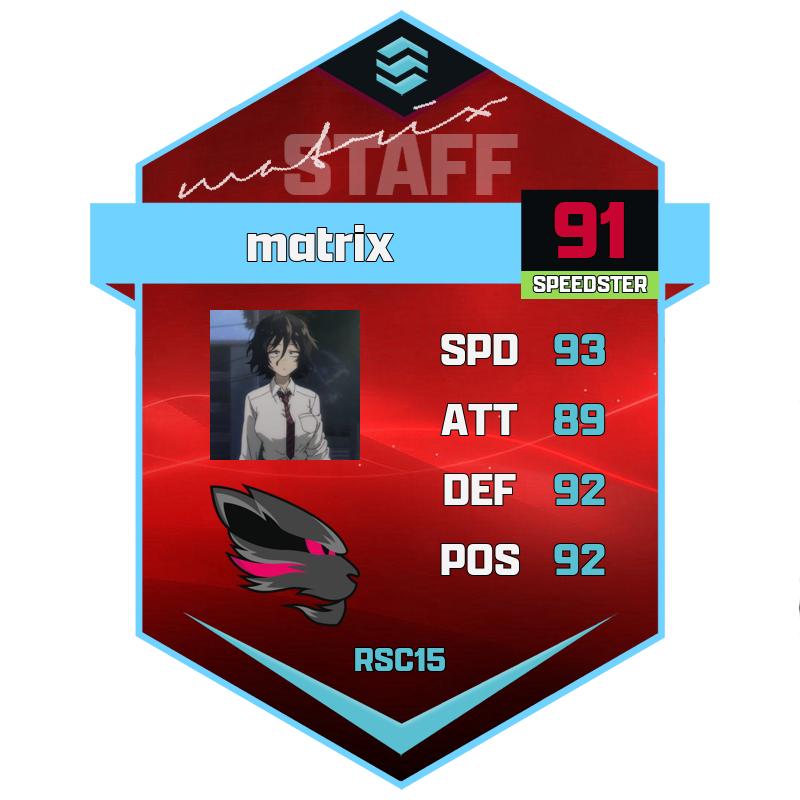 STAFF
matrix
matrix
91
SPEEDSTER
SPD 93
ATT 89
DEF 92
POS 92
RSC15